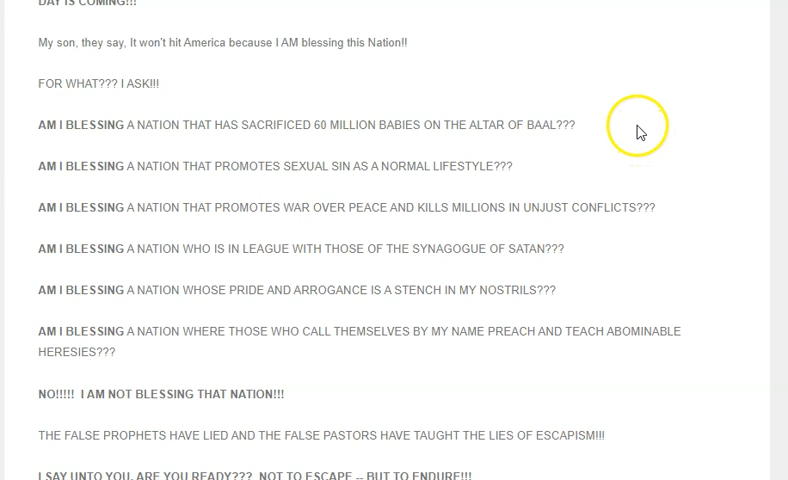 DAY IS COMING!!!
My son, they say, It won't hit America because I AM blessing this Nation!!
FOR WHAT??? I ASK!!!
AM I BLESSING A NATION THAT HAS SACRIFICED 60 MILLION BABIES ON THE ALTAR OF BAAL???
AM I BLESSING A NATION THAT PROMOTES SEXUAL SIN AS A NORMAL LIFESTYLE???
AM I BLESSING A NATION THAT PROMOTES WAR OVER PEACE AND KILLS MILLIONS IN UNJUST CONFLICTS???
AM I BLESSING A NATION WHO IS IN LEAGUE WITH THOSE OF THE SYNAGOGUE OF SATAN???
AM I BLESSING A NATION WHOSE PRIDE AND ARROGANCE IS A STENCH IN MY NOSTRILS???
AM I BLESSING A NATION WHERE THOSE WHO CALL THEMSELVES BY MY NAME PREACH AND TEACH ABOMINABLE
HERESIES???
NO!!!!!  I AM NOT BLESSING THAT NATION!!!
THE FALSE PROPHETS HAVE LIED AND THE FALSE PASTORS HAVE TAUGHT THE LIES OF ESCAPISM!!!
I SAY UNTO YOU, ARE YOU READY???  NOT TO ESCAPE -- BUT TO ENDURE!!!